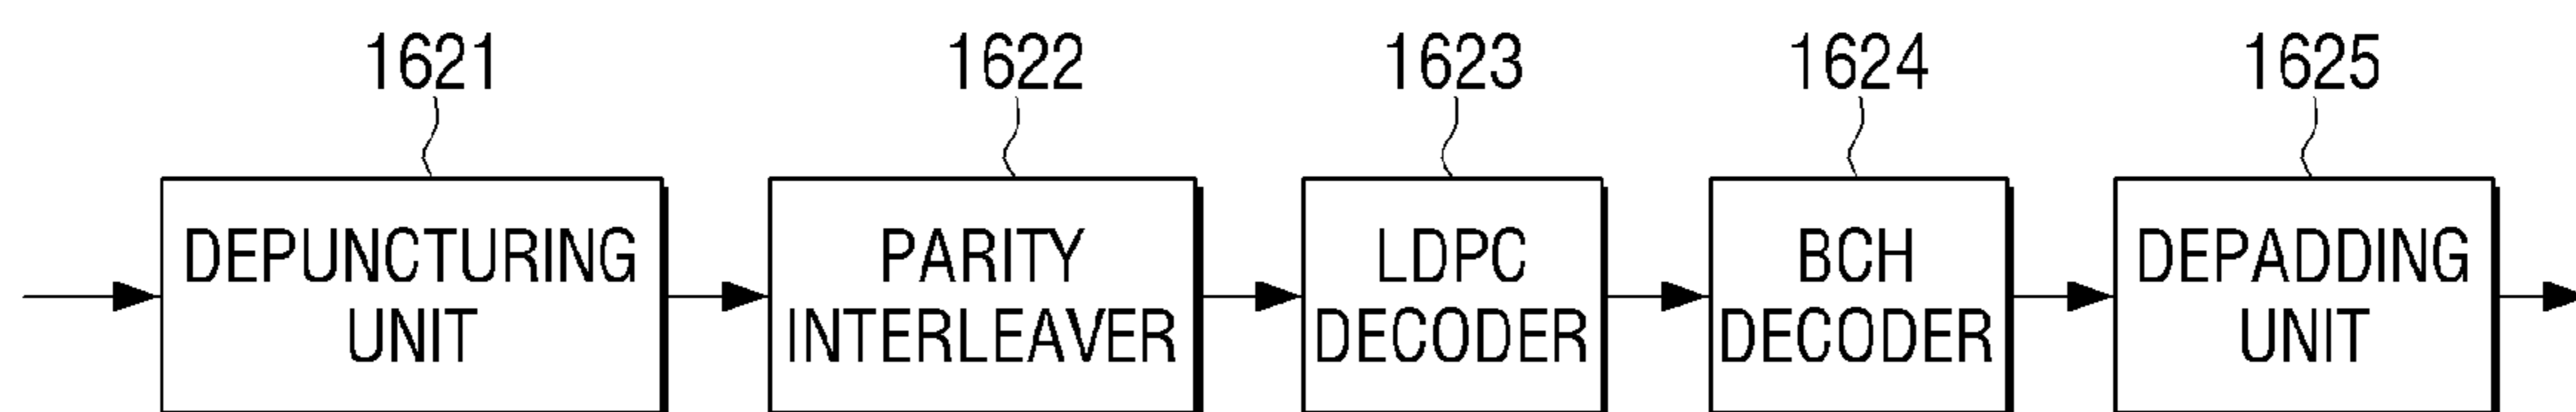 1621
1622
1623
1624
1625
DEPUNCTURING
UNIT
PARITY
INTERLEAVER
LDPC
DECODER
BCH
DECODER
DEPADDING
UNIT